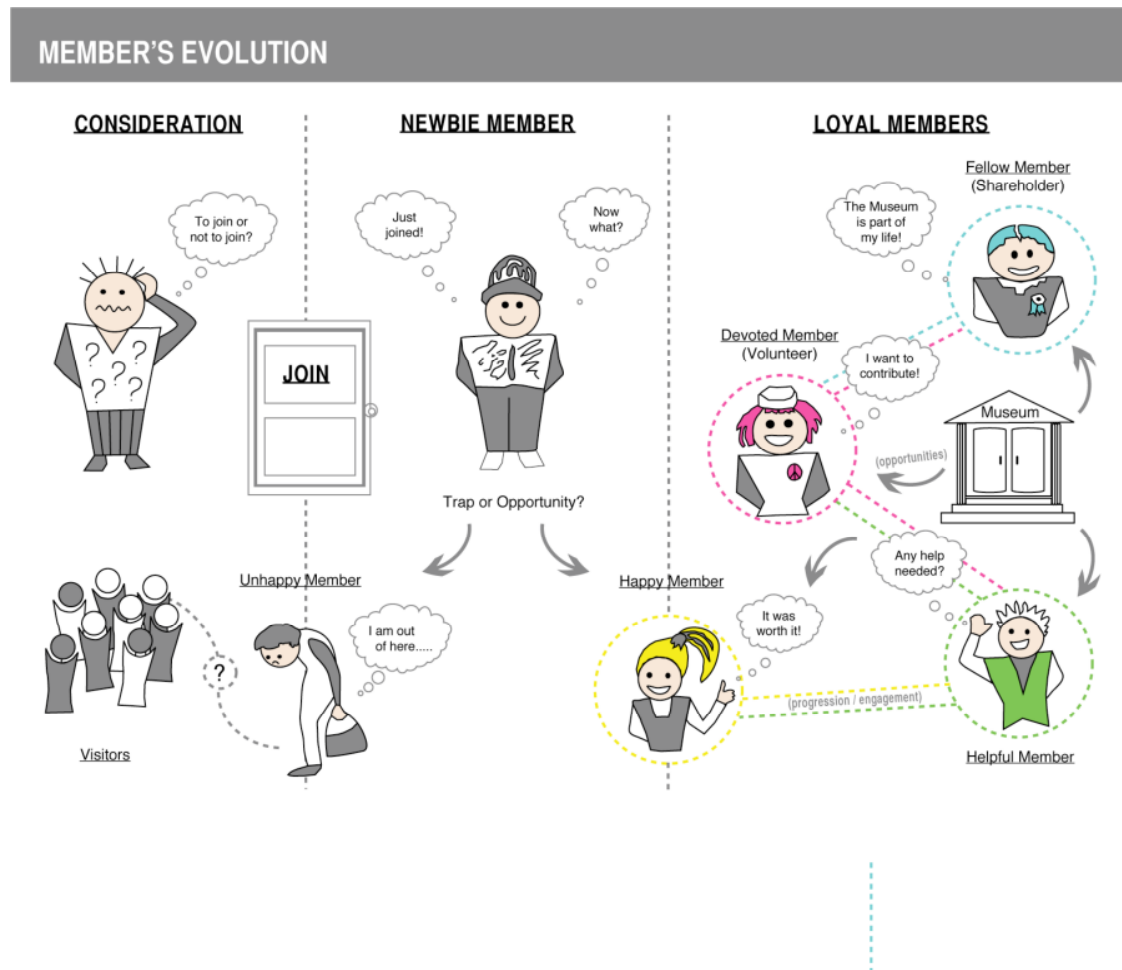 MEMBER'S EVOLUTION
CONSIDERATION
To join or
not to join?
? ? ? ? ?
JOIN
Visitors
?
NEWBIE MEMBER
Just
joined!
Now
what?
Trap or Opportunity?
Unhappy Member
I am out
of here.....
Happy Member
It was
worth it!
LOYAL MEMBERS
Fellow Member
(Shareholder)
The Museum
is part of
my life!
Devoted Member
(Volunteer)
I want to
contribute!
Museum
(opportunities)
Any help
needed?
(progression / engagement)
Helpful Member